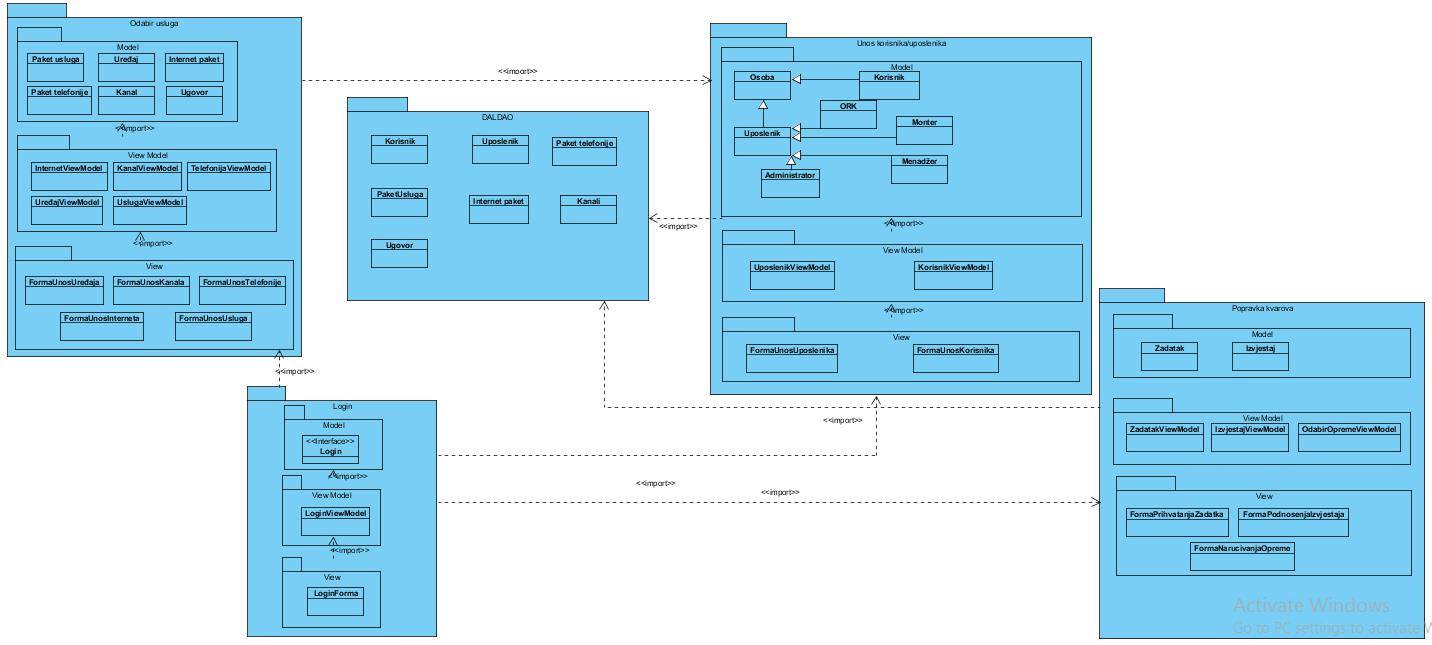 Odabir usluga
Model
Paket usluga
Uređaj
Internet paket
Paket telefonije
Kanal
Ugovor
<<import>>
View Model
InternetViewModel
KanalViewModel
TelefonijaViewModel
UređajViewModel
UslugaViewModel
<<import>>
View
FormaUnosUređaja
FormaUnosKanala
FormaUnosTelefonije
FormaUnosInterneta
FormaUnosUsluga
<<import>>
<<import>>
DALDAO
Korisnik
Uposlenik
Paket telefonije
PaketUsluga
Internet paket
Kanali
Ugovor
<<import>>
Unos korisnika/uposlenika
Model
Osoba
Korisnik
ORK
Monter
Uposlenik
Menadžer
Administrator
<<import>>
View Model
UposlenikViewModel
KorisnikViewModel
<<import>>
View
FormaUnosUposlenika
FormaUnosKorisnika
<<import>>
Login
Model
<<Interface>>
Login
<<import>>
View Model
LoginViewModel
<<import>>
View
LoginForma
<<import>>
<<import>>
Popravka kvarova
Model
Zadatak
Izvjestaj
View Model
ZadatakViewModel
IzvjestajViewModel
OdabirOpremeViewModel
View
FormaPrihvatanjaZadatka
FormaPodnosenjaIzvjestaja
FormaNarucivanjaOpreme
Activate Windows
Go to PC settings to activate W